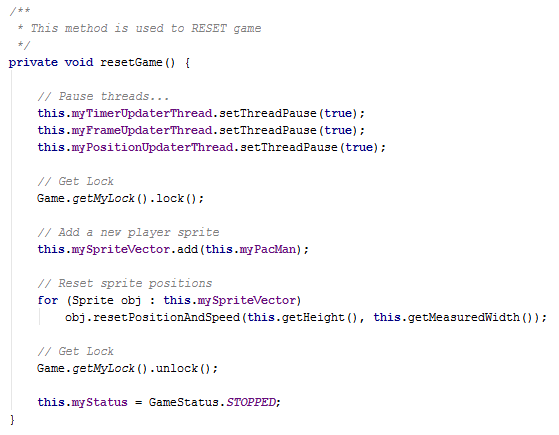 /**
 * This method is used to RESET game
 */
private void resetGame() {

    // Pause threads...
    this.myTimerUpdaterThread.setThreadPause(true);
    this.myFrameUpdaterThread.setThreadPause(true);
    this.myPositionUpdaterThread.setThreadPause(true);

    // Get Lock
    Game.getMyLock().lock();

    // Add a new player sprite
    this.mySpriteVector.add(this.myPacMan);

    // Reset sprite positions
    for (Sprite obj : this.mySpriteVector)
        obj.resetPositionAndSpeed(this.getHeight(), this.getMeasuredWidth());

    // Get Lock
    Game.getMyLock().unlock();

    this.myStatus = GameStatus.STOPPED;
}